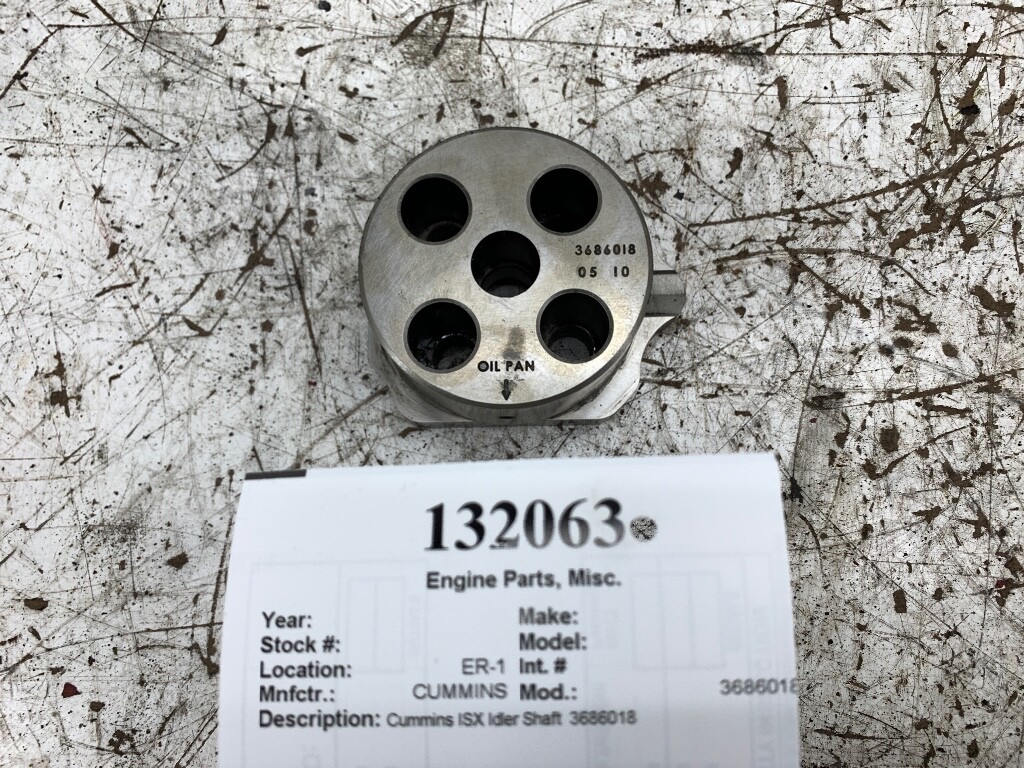 3686018
05 10
OIL PAN
132063
Engine Parts, Misc.
Year: Make:
Stock #: Model:
Location: ER-1 Int. #
Mnfctr.: CUMMINS Mod.: 3686018
Description: Cummins ISX Idler Shaft 3686018